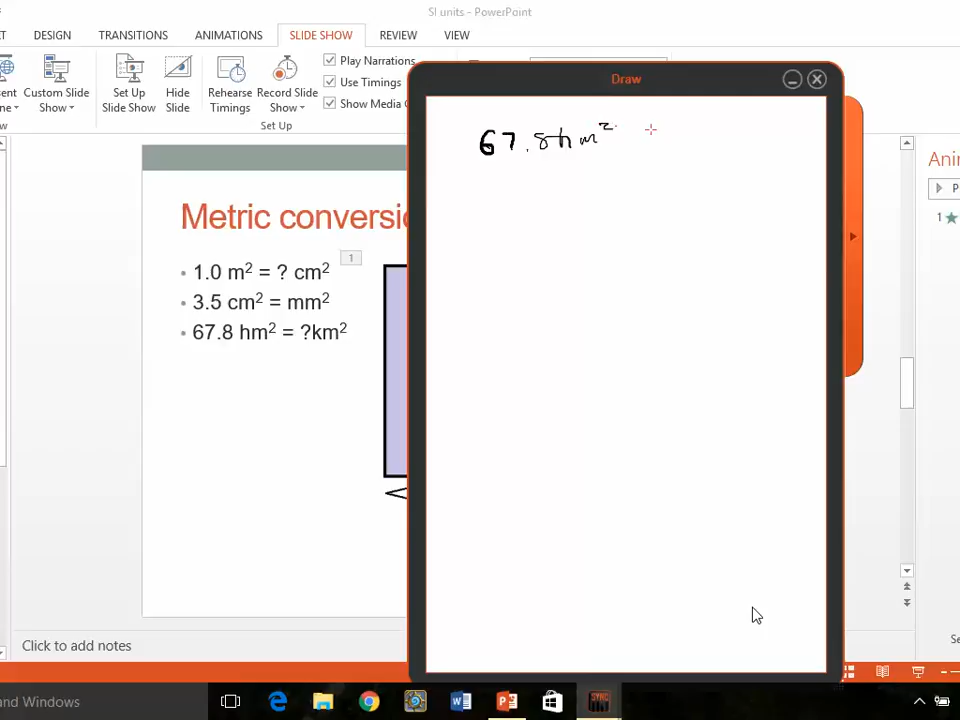 SI units - PowerPoint
DESIGN TRANSITIONS ANIMATIONS SLIDE SHOW REVIEW VIEW
Custom Slide Show
Set Up Slide Show
Hide Slide
Rehearse Timings
Record Slide Show
Play Narrations
Use Timings
Show Media
Set Up
Draw
67.8hm²
Metric conversi
1
• 1.0 m² = ? cm²
• 3.5 cm² = mm²
• 67.8 hm² = ?km²
Ani
P
1
Click to add notes
and Windows